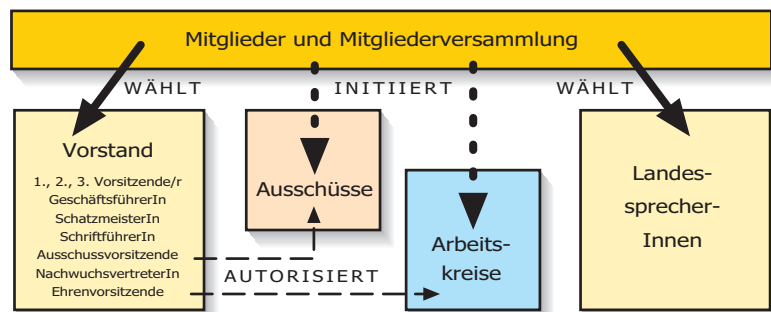 Mitglieder und Mitgliederversammlung
WÄHLT
INITIIERT
WÄHLT
Vorstand
1., 2., 3. Vorsitzende/r
GeschäftsführerIn
SchatzmeisterIn
SchriftführerIn
Ausschussvorsitzende
NachwuchsvertreterIn
Ehrenvorsitzende
Ausschüsse
AUTORISIERT
Arbeits-
kreise
Landes-
sprecher-
Innen